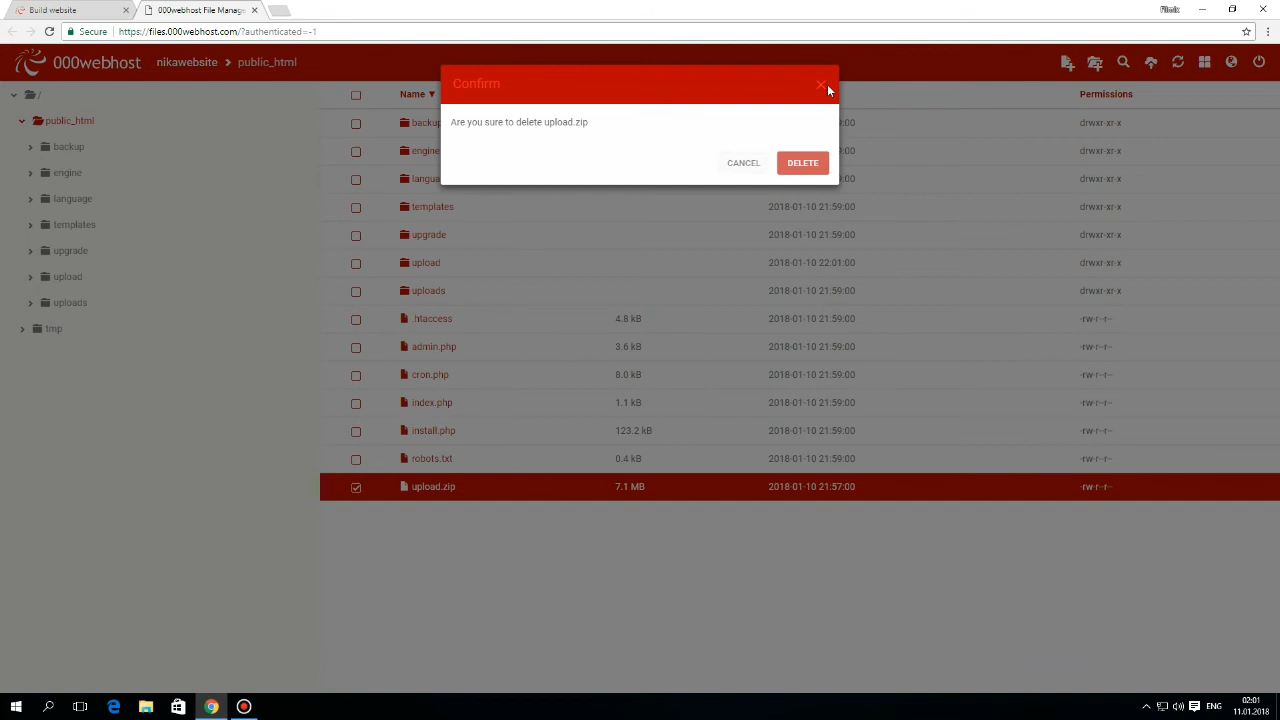 Build website
000webhost File Manag
Filmix
Secure
https://files.000webhost.com/?authenticated=-1
000webhost
nikawebsite
public_html
/
public_html
backup
engine
language
templates
upgrade
upload
uploads
tmp
Confirm
Are you sure to delete upload.zip
CANCEL
DELETE
Name ▼
Permissions
drwxr-xr-x
drwxr-xr-x
drwxr-xr-x
templates 2018-01-10 21:59:00 drwxr-xr-x
upgrade 2018-01-10 21:59:00 drwxr-xr-x
upload 2018-01-10 22:01:00 drwxr-xr-x
uploads 2018-01-10 21:59:00 drwxr-xr-x
.htaccess 4.8 kB 2018-01-10 21:59:00 -rw-r--r--
admin.php 3.6 kB 2018-01-10 21:59:00 -rw-r--r--
cron.php 8.0 kB 2018-01-10 21:59:00 -rw-r--r--
index.php 1.1 kB 2018-01-10 21:59:00 -rw-r--r--
install.php 123.2 kB 2018-01-10 21:59:00 -rw-r--r--
robots.txt 0.4 kB 2018-01-10 21:59:00 -rw-r--r--
upload.zip 7.1 MB 2018-01-10 21:57:00 -rw-r--r--
ENG
02:01
11.01.2018